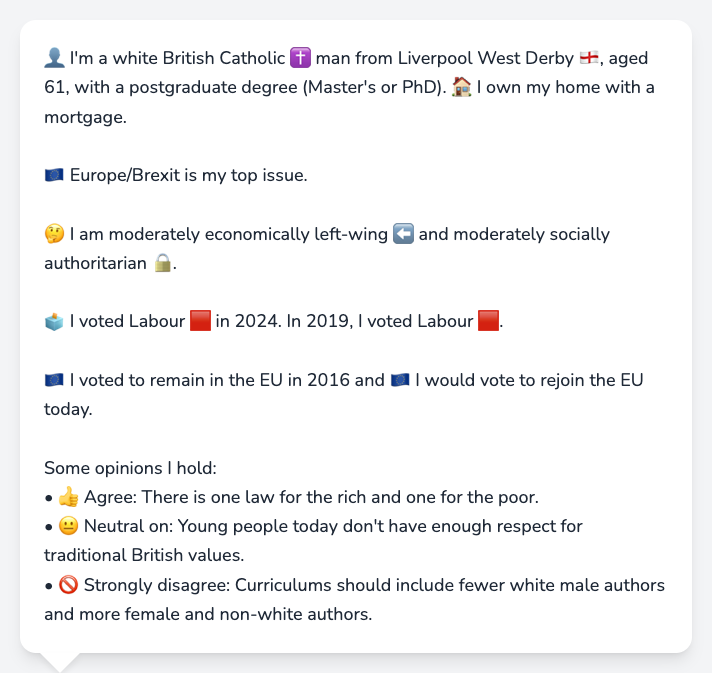 👤 I'm a white British Catholic ✝️ man from Liverpool West Derby 🏴󠁧󠁢󠁥󠁮󠁧󠁿, aged
61, with a postgraduate degree (Master's or PhD). 🏠 I own my home with a
mortgage.
🇪🇺 Europe/Brexit is my top issue.
🤔 I am moderately economically left-wing ⬅️ and moderately socially
authoritarian 🔒.
🗳️ I voted Labour 🟥 in 2024. In 2019, I voted Labour 🟥.
🇪🇺 I voted to remain in the EU in 2016 and 🇪🇺 I would vote to rejoin the EU
today.
Some opinions I hold:
• 👍 Agree: There is one law for the rich and one for the poor.
• 😐 Neutral on: Young people today don't have enough respect for
traditional British values.
• 🚫 Strongly disagree: Curriculums should include fewer white male authors
and more female and non-white authors.